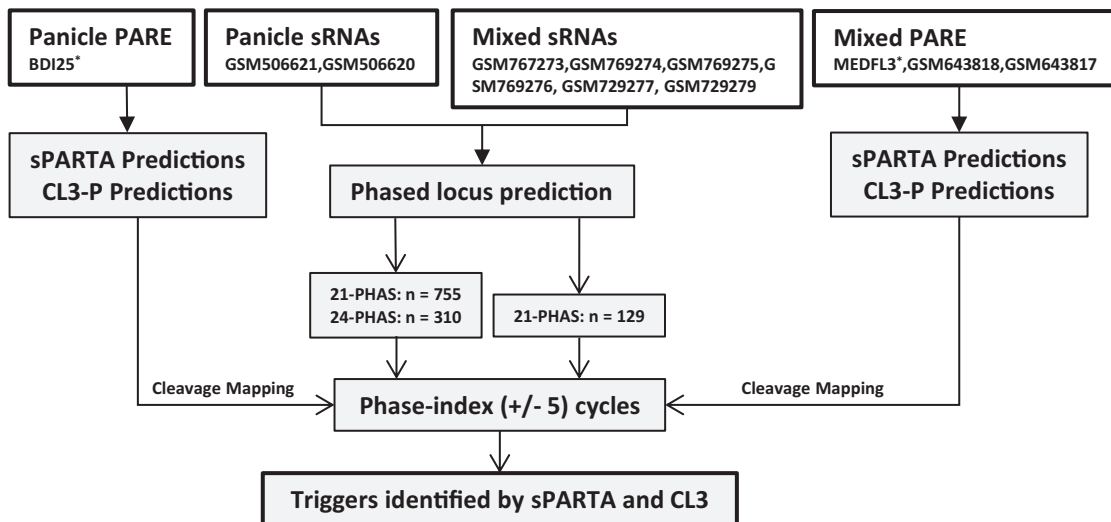 Panicle PARE
BDI25*
Panicle sRNAs
GSM506621,GSM506620
Mixed sRNAs
GSM767273,GSM769274,GSM769275,G
SM769276, GSM729277, GSM729279
Mixed PARE
MEDFL3*,GSM643818,GSM643817
sPARTA Predictions
CL3-P Predictions
Phased locus prediction
sPARTA Predictions
CL3-P Predictions
21-PHAS: n = 755
24-PHAS: n = 310
21-PHAS: n = 129
Cleavage Mapping
Phase-index (+/- 5) cycles
Cleavage Mapping
Triggers identified by sPARTA and CL3